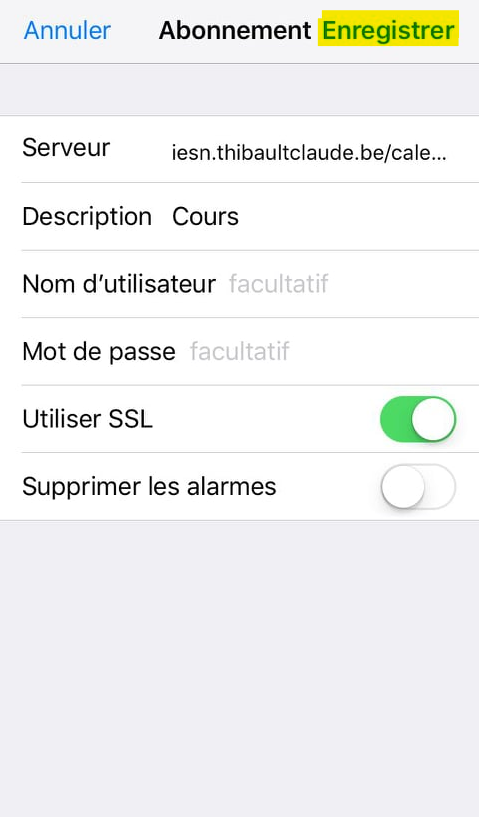 Annuler Abonnement Enregistrer
Serveur iesn.thibaultclaude.be/cale...
Description Cours
Nom d’utilisateur facultatif
Mot de passe facultatif
Utiliser SSL
Supprimer les alarmes